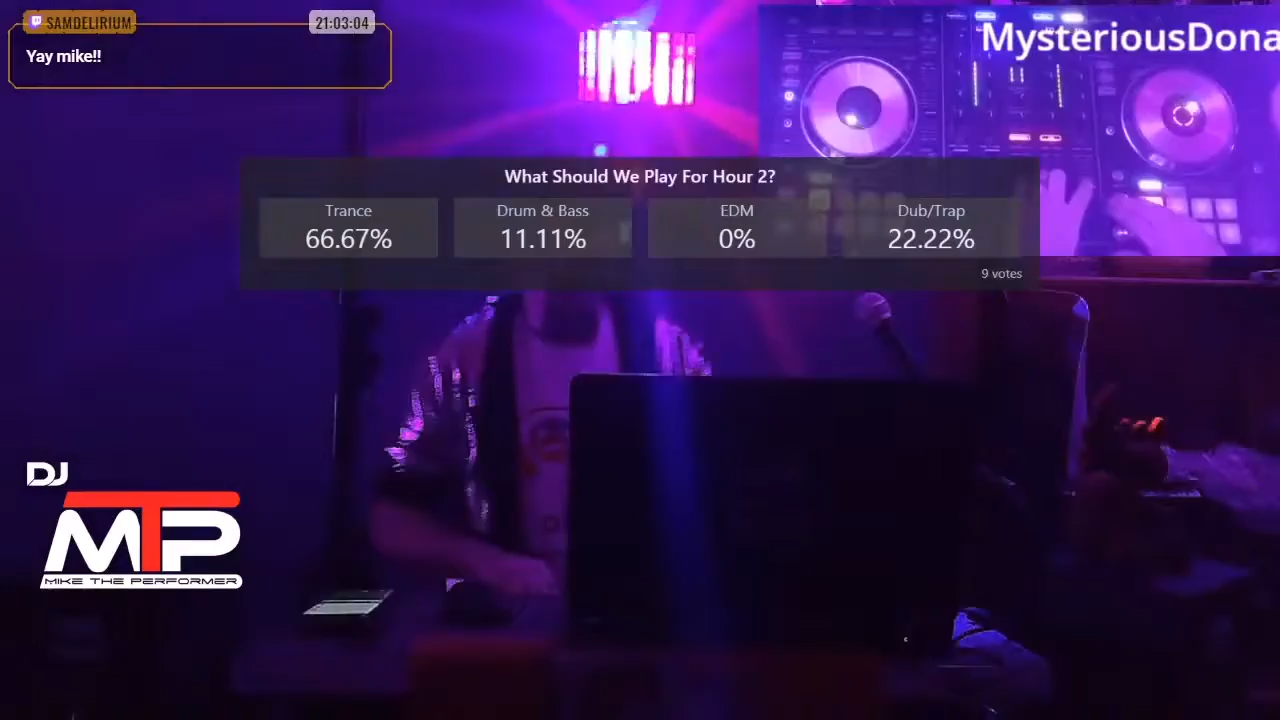 SAMDELIRIUM
21:03:04
Yay mike!!
MysteriousDona
What Should We Play For Hour 2?
Trance
66.67%
Drum & Bass
11.11%
EDM
0%
Dub/Trap
22.22%
9 votes
DJ
MTP
MIKE THE PERFORMER